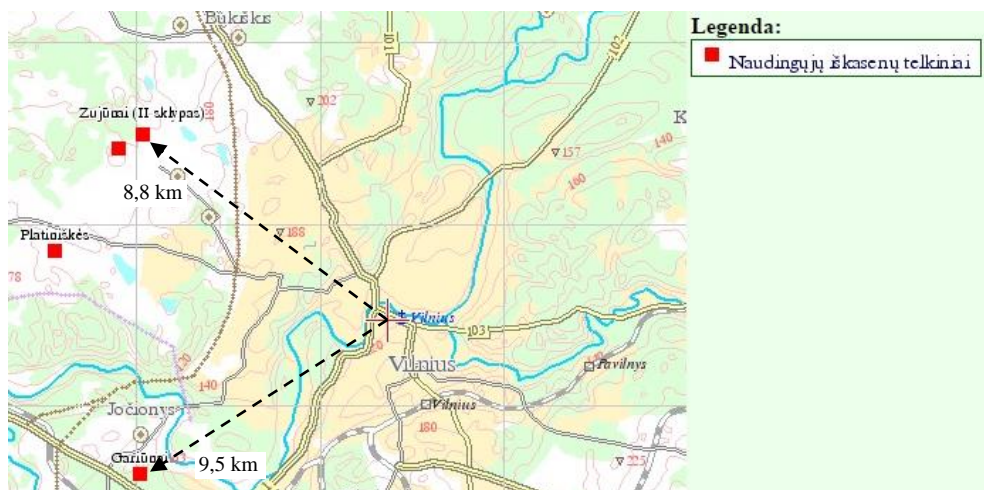 Bukiškis
Legenda:
Naudingųjų iškasenų telkiniai
101
102
202
Zujūnai (II sklypas)
180
K
140
157
160
8,8 km
Platiniškės
188
78
Vilnius
103
20
Vilnius
Pavilnys
140
Jočionys
Vilnius
180
Gariūnai
9,5 km
225